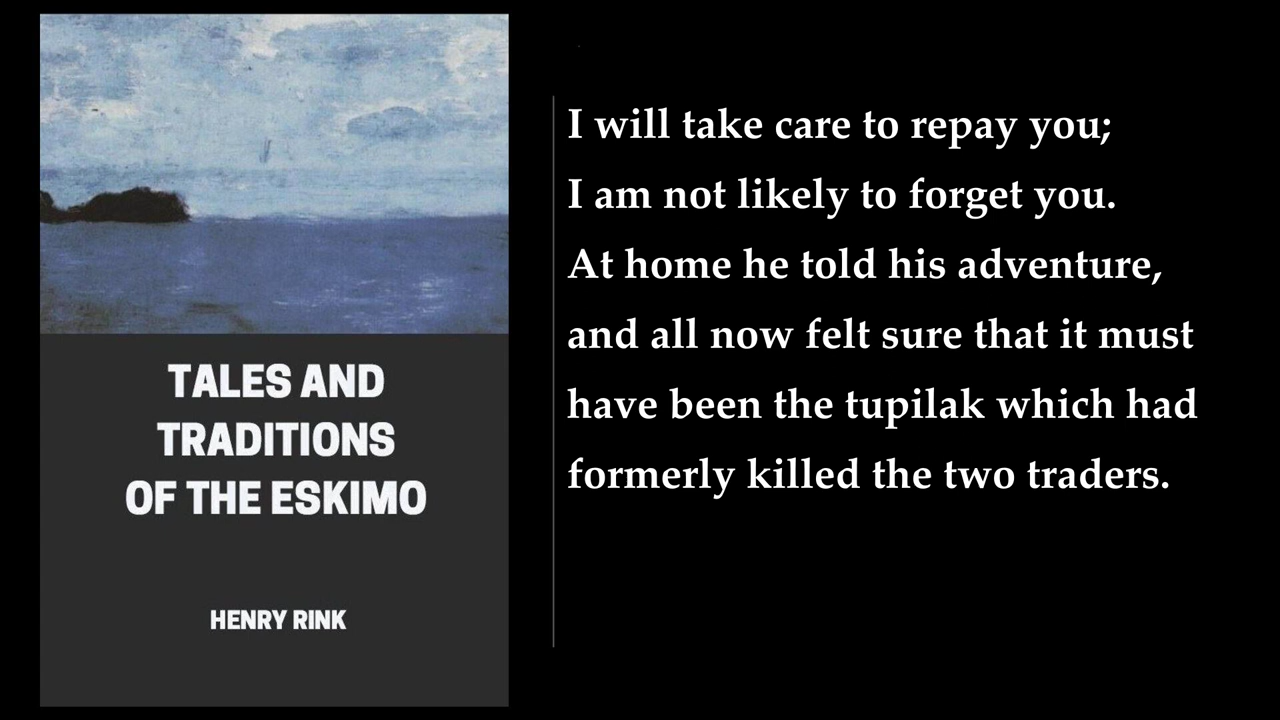 TALES AND
TRADITIONS
OF THE ESKIMO
HENRY RINK
I will take care to repay you;
I am not likely to forget you.
At home he told his adventure,
and all now felt sure that it must
have been the tupilak which had
formerly killed the two traders.